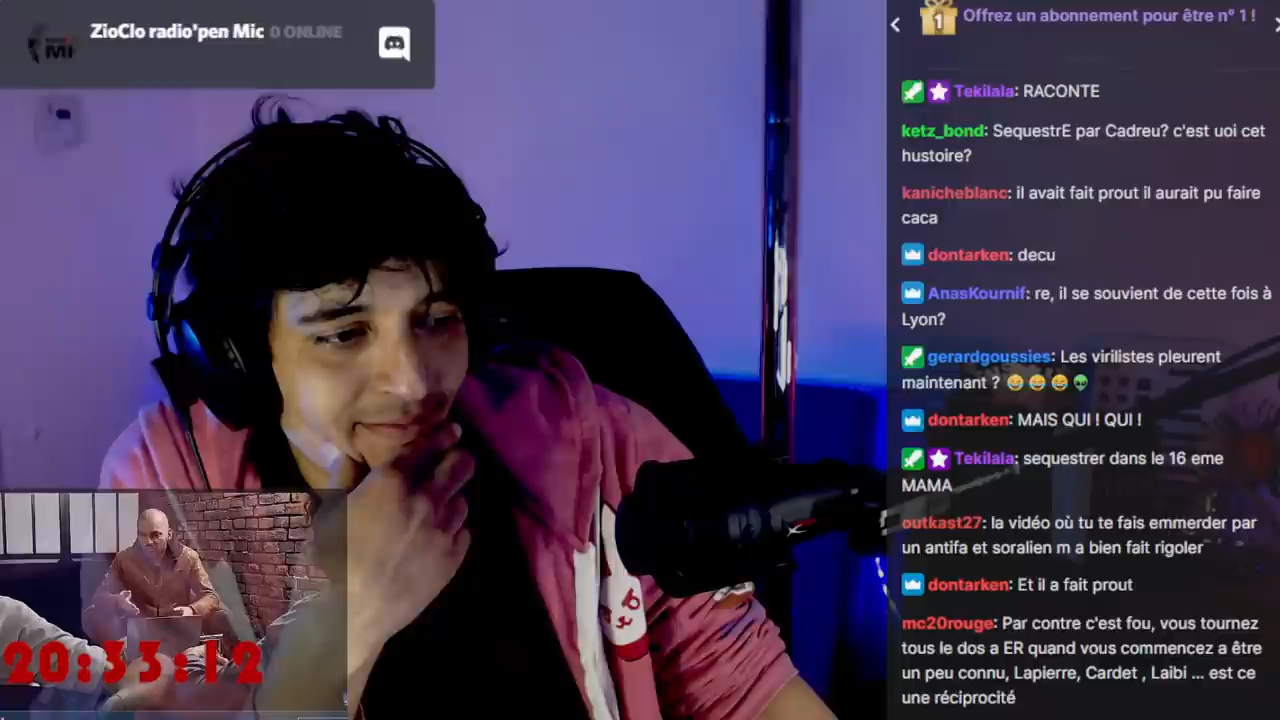 ZioClo radio'pen Mic 0 ONLINE
MI
1 Offrez un abonnement pour être n° 1 !
Tekilala: RACONTE
ketz_bond: SequestrE par Cadreu? c'est uoi cet
hustoire?
kanicheblanc: il avait fait prout il aurait pu faire
caca
dontarken: decu
AnasKournif: re, il se souvient de cette fois à
Lyon?
gerardgoussies: Les virilistes pleurent
maintenant ? 😂 😂 😂 👽
dontarken: MAIS QUI ! QUI !
Tekilala: sequestrer dans le 16 eme
MAMA
outkast27: la vidéo où tu te fais emmerder par
un antifa et soralien m a bien fait rigoler
dontarken: Et il a fait prout
mc20rouge: Par contre c'est fou, vous tournez
tous le dos a ER quand vous commencez a être
un peu connu, Lapierre, Cardet , Laibi ... est ce
une réciprocité
20:33:12